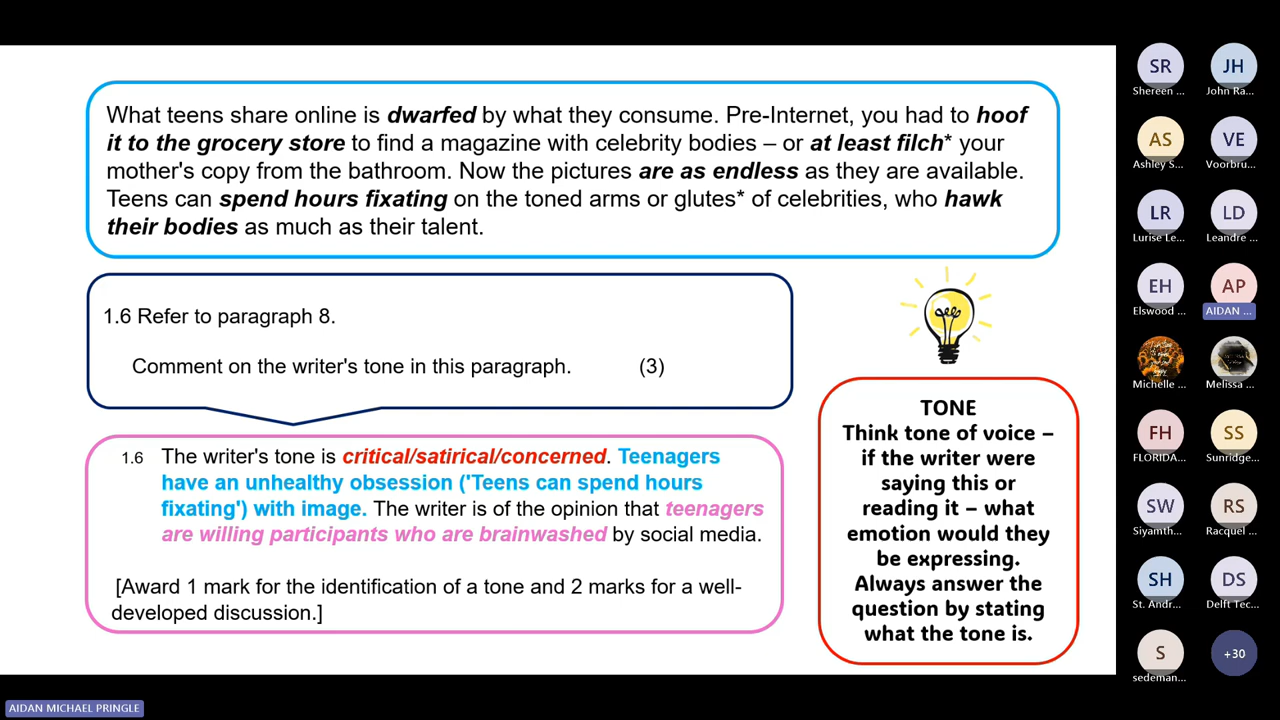 What teens share online is dwarfed by what they consume. Pre-Internet, you had to hoof
it to the grocery store to find a magazine with celebrity bodies – or at least filch* your
mother's copy from the bathroom. Now the pictures are as endless as they are available.
Teens can spend hours fixating on the toned arms or glutes* of celebrities, who hawk
their bodies as much as their talent.
1.6 Refer to paragraph 8.
Comment on the writer's tone in this paragraph. (3)
1.6 The writer's tone is critical/satirical/concerned. Teenagers
have an unhealthy obsession ('Teens can spend hours
fixating') with image. The writer is of the opinion that teenagers
are willing participants who are brainwashed by social media.
[Award 1 mark for the identification of a tone and 2 marks for a well-
developed discussion.]
TONE
Think tone of voice –
if the writer were
saying this or
reading it – what
emotion would they
be expressing.
Always answer the
question by stating
what the tone is.
SR
Shereen ...
JH
John Ra...
AS
Ashley S...
VE
Voorbru...
LR
Lurise Le...
LD
Leandre ...
EH
Elswood ...
AP
AIDAN ...
Michelle ...
Melissa ...
FH
FLORIDA...
SS
Sunridge...
SW
Siyamth...
RS
Racquel ...
SH
St. Andr...
DS
Delft Tec...
S
sedeman...
+30
AIDAN MICHAEL PRINGLE